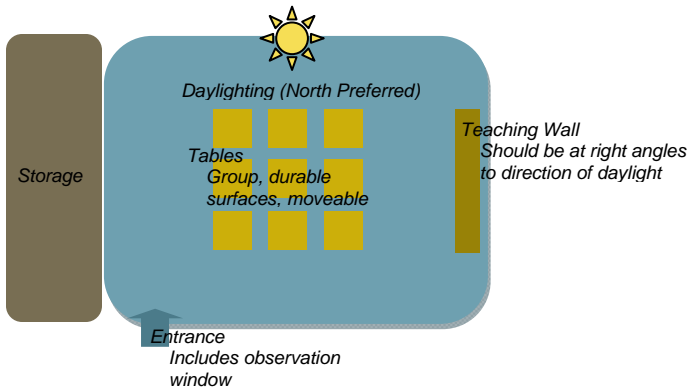 Daylighting (North Preferred)
Teaching Wall
Should be at right angles
to direction of daylight
Tables
Group, durable
surfaces, moveable
Storage
Entrance
Includes observation
window